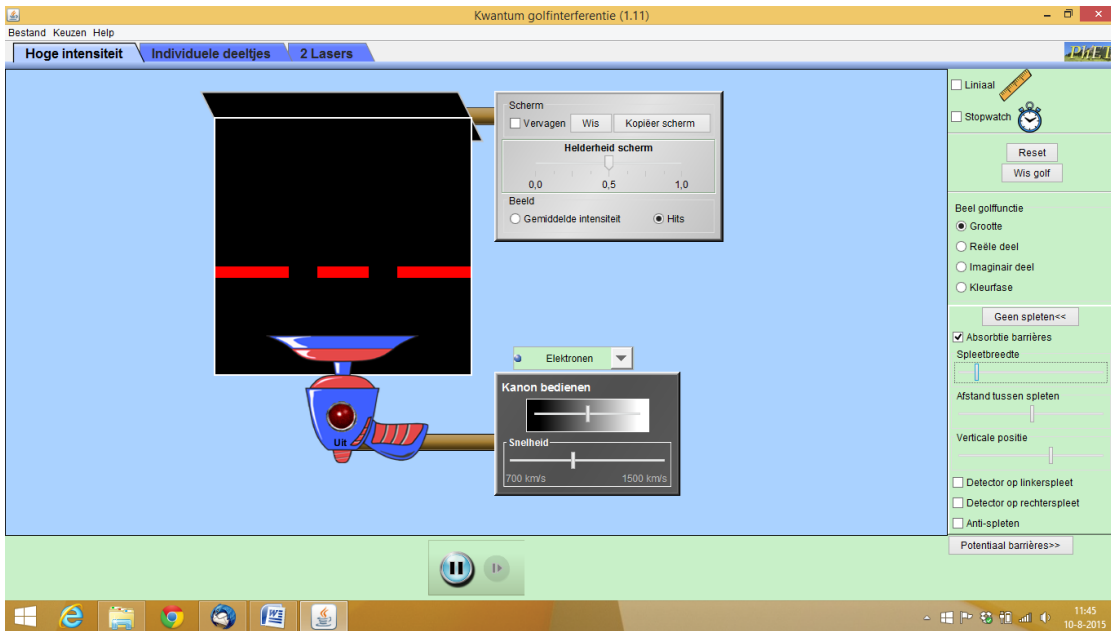 Kwantum golfinterferentie (1.11)
Bestand Keuzen Help
Hoge intensiteit Individuele deeltjes 2 Lasers
PhET
Scherm
Vervagen Wis Kopiëer scherm
Helderheid scherm
0,0 0,5 1,0
Beeld
Gemiddelde intensiteit Hits
Elektronen
Kanon bedienen
Snelheid
700 km/s 1500 km/s
Uit
Liniaal
Stopwatch
Reset
Wis golf
Beel golffunctie
Grootte
Reële deel
Imaginair deel
Kleurfase
Geen spleten<<
Absorbtie barrières
Spleetbreedte
Afstand tussen spleten
Verticale positie
Detector op linkerspleet
Detector op rechterspleet
Anti-spleten
Potentiaal barrières>>
11:45
10-8-2015